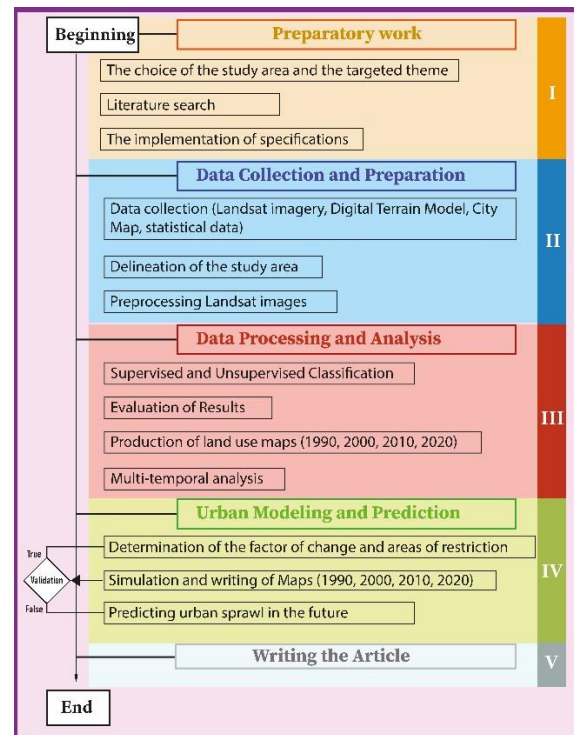 Beginning
Preparatory work
The choice of the study area and the targeted theme
Literature search
The implementation of specifications
I
Data Collection and Preparation
Data collection (Landsat imagery, Digital Terrain Model, City
Map, statistical data)
Delineation of the study area
Preprocessing Landsat images
II
Data Processing and Analysis
Supervised and Unsupervised Classification
Evaluation of Results
Production of land use maps (1990, 2000, 2010, 2020)
Multi-temporal analysis
III
Urban Modeling and Prediction
True
Determination of the factor of change and areas of restriction
Validation
Simulation and writing of Maps (1990, 2000, 2010, 2020)
False
Predicting urban sprawl in the future
IV
Writing the Article
V
End